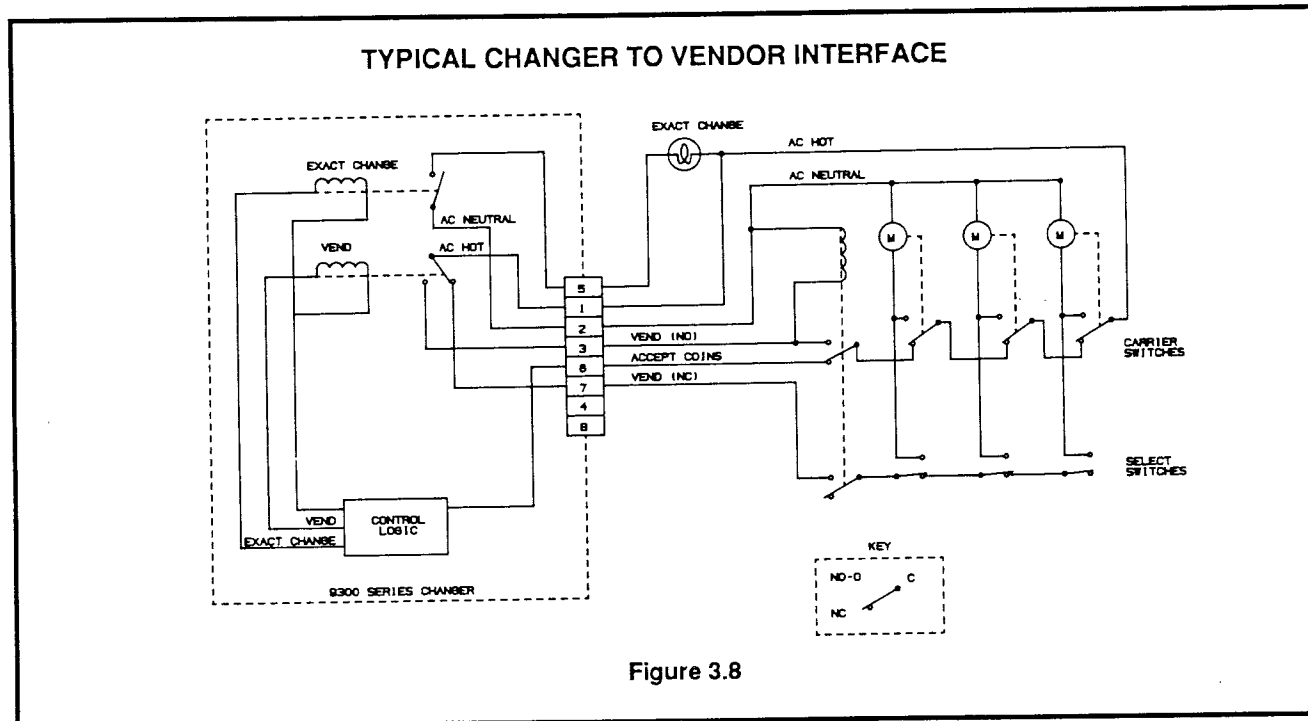 TYPICAL CHANGER TO VENDOR INTERFACE
EXACT CHANGE
AC HOT
EXACT CHANGE
AC NEUTRAL
AC NEUTRAL
AC HOT
VEND
M
M
M
5
1
2
3
6
7
4
8
VEND (NO)
ACCEPT COINS
VEND (NC)
CARRIER
SWITCHES
SELECT
SWITCHES
VEND
EXACT CHANGE
CONTROL
LOGIC
9300 SERIES CHANGER
KEY
NO-O
C
NC
Figure 3.8